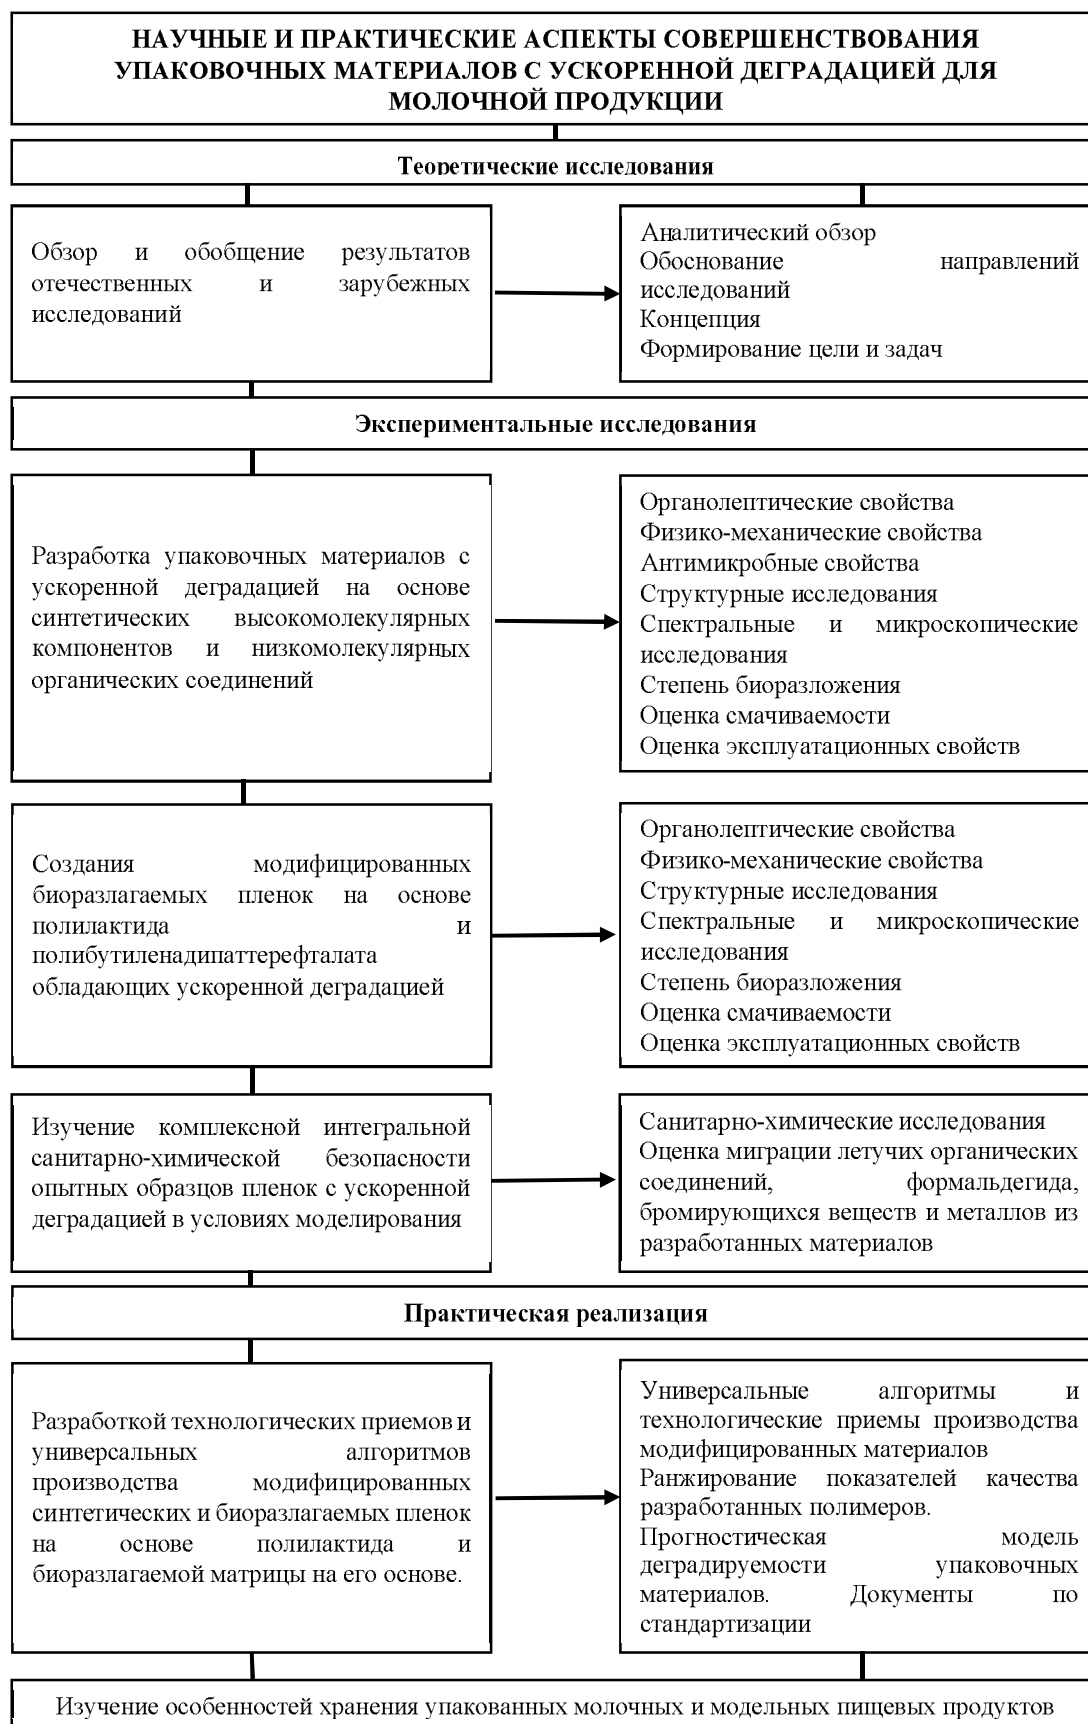 НАУЧНЫЕ И ПРАКТИЧЕСКИЕ АСПЕКТЫ СОВЕРШЕНСТВОВАНИЯ
УПАКОВОЧНЫХ МАТЕРИАЛОВ С УСКОРЕННОЙ ДЕГРАДАЦИЕЙ ДЛЯ
МОЛОЧНОЙ ПРОДУКЦИИ
Теоретические исследования
Обзор и обобщение результатов
отечественных и зарубежных
исследований
Аналитический обзор
Обоснование направлений
исследований
Концепция
Формирование цели и задач
Экспериментальные исследования
Разработка упаковочных материалов с
ускоренной деградацией на основе
синтетических высокомолекулярных
компонентов и низкомолекулярных
органических соединений
Органолептические свойства
Физико-механические свойства
Антимикробные свойства
Структурные исследования
Спектральные и микроскопические
исследования
Степень биоразложения
Оценка смачиваемости
Оценка эксплуатационных свойств
Создания модифицированных
биоразлагаемых пленок на основе
полилактида и
полибутиленадипаттерефталата
обладающих ускоренной деградацией
Органолептические свойства
Физико-механические свойства
Структурные исследования
Спектральные и микроскопические
исследования
Степень биоразложения
Оценка смачиваемости
Оценка эксплуатационных свойств
Изучение комплексной интегральной
санитарно-химической безопасности
опытных образцов пленок с ускоренной
деградацией в условиях моделирования
Санитарно-химические исследования
Оценка миграции летучих органических
соединений, формальдегида,
бромирующихся веществ и металлов из
разработанных материалов
Практическая реализация
Разработкой технологических приемов и
универсальных алгоритмов
производства модифицированных
синтетических и биоразлагаемых пленок
на основе полилактида и
биоразлагаемой матрицы на его основе.
Универсальные алгоритмы и
технологические приемы производства
модифицированных материалов
Ранжирование показателей качества
разработанных полимеров.
Прогностическая модель
деградируемости упаковочных
материалов. Документы по
стандартизации
Изучение особенностей хранения упакованных молочных и модельных пищевых продуктов